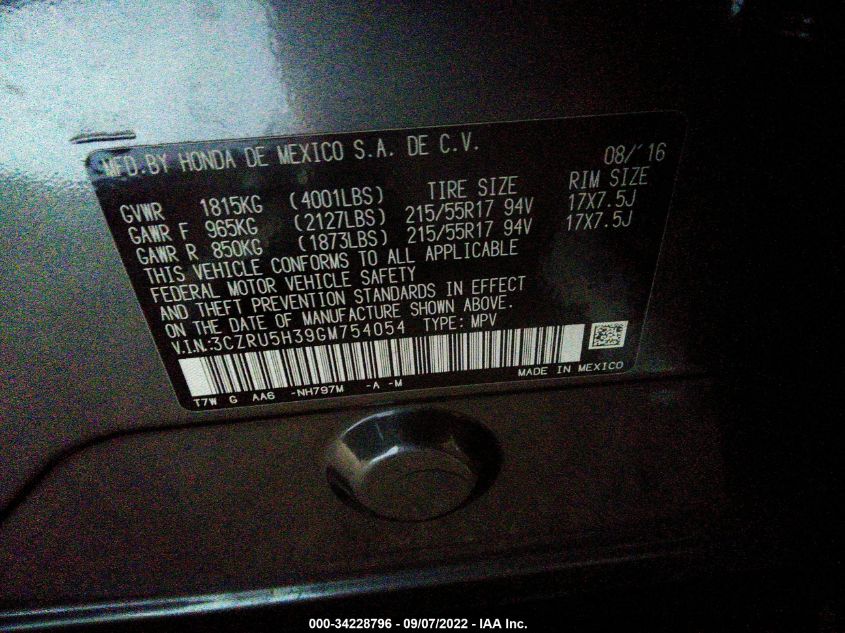 MFD.BY HONDA DE MEXICO S.A. DE C.V. 08/'16
GVWR 1815KG (4001LBS) TIRE SIZE RIM SIZE
GAWR F 965KG (2127LBS) 215/55R17 94V 17X7.5J
GAWR R 850KG (1873LBS) 215/55R17 94V 17X7.5J
THIS VEHICLE CONFORMS TO ALL APPLICABLE
FEDERAL MOTOR VEHICLE SAFETY
AND THEFT PREVENTION STANDARDS IN EFFECT
ON THE DATE OF MANUFACTURE SHOWN ABOVE.
V.I.N.:3CZRU5H39GM754054 TYPE: MPV
T7W G AA6 -NH797M -A -M MADE IN MEXICO
000-34228796 - 09/07/2022 - IAA Inc.